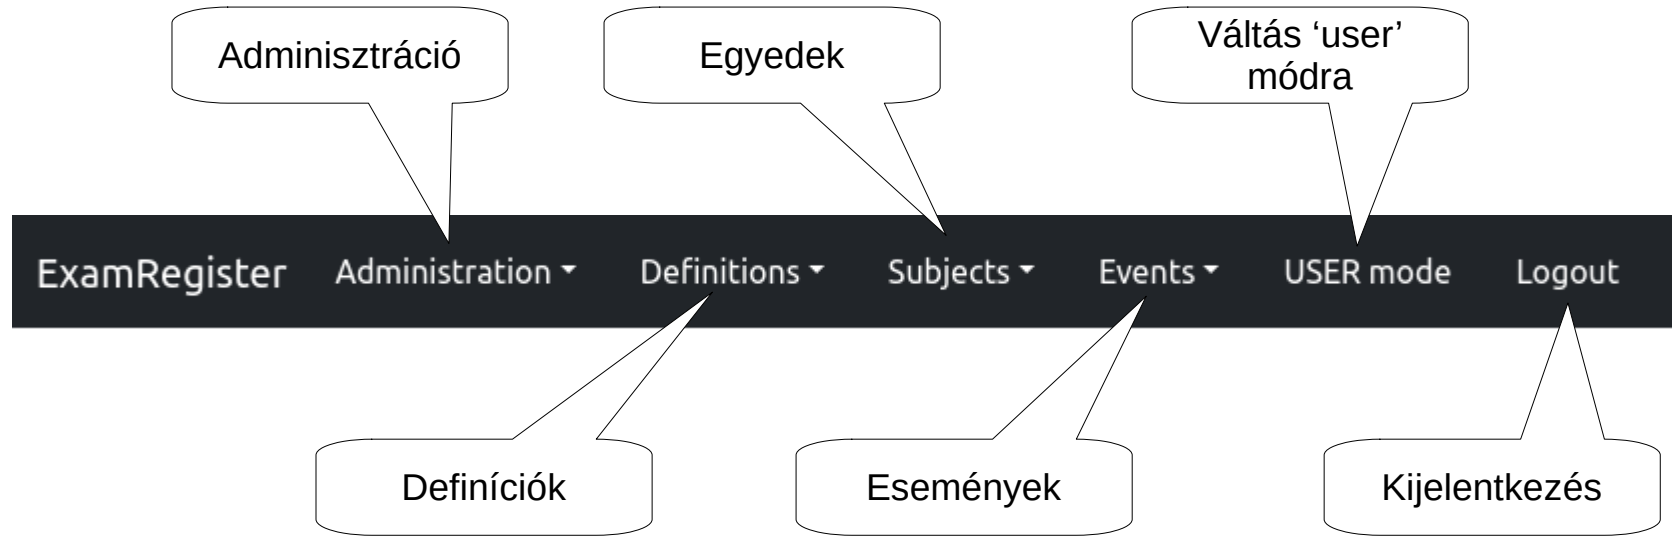 Adminisztráció
Egyedek
Váltás ‘user’
módra
ExamRegister Administration Definitions Subjects Events USER mode Logout
Definíciók
Események
Kijelentkezés